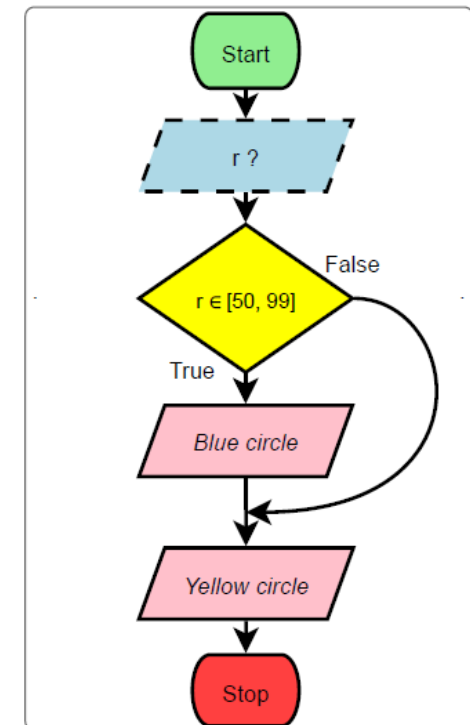 Start
r ?
False
r ∈ [50, 99]
True
Blue circle
Yellow circle
Stop